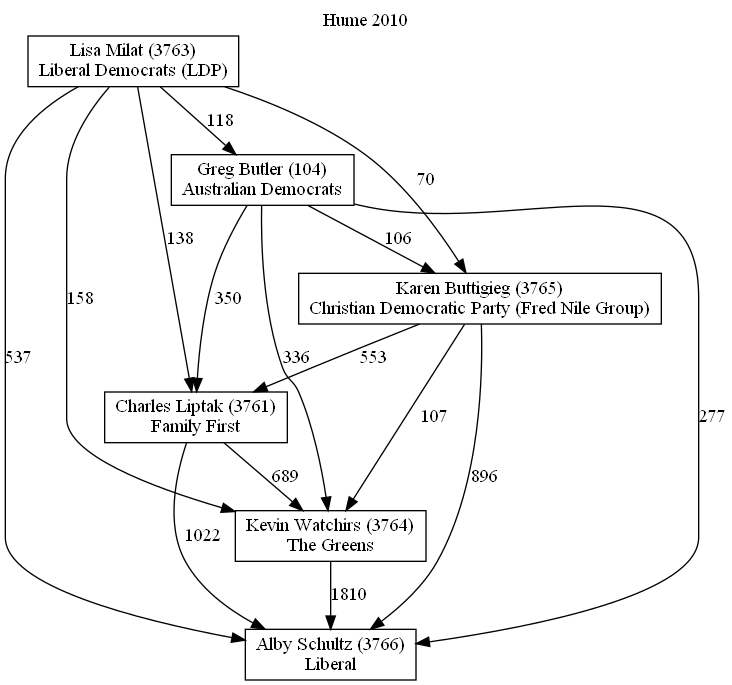 Hume 2010
Lisa Milat (3763)
Liberal Democrats (LDP)
118
Greg Butler (104)
Australian Democrats
70
138
106
Karen Buttigieg (3765)
Christian Democratic Party (Fred Nile Group)
158
350
537
336
553
Charles Liptak (3761)
Family First
107
277
689
896
1022
Kevin Watchirs (3764)
The Greens
1810
Alby Schultz (3766)
Liberal